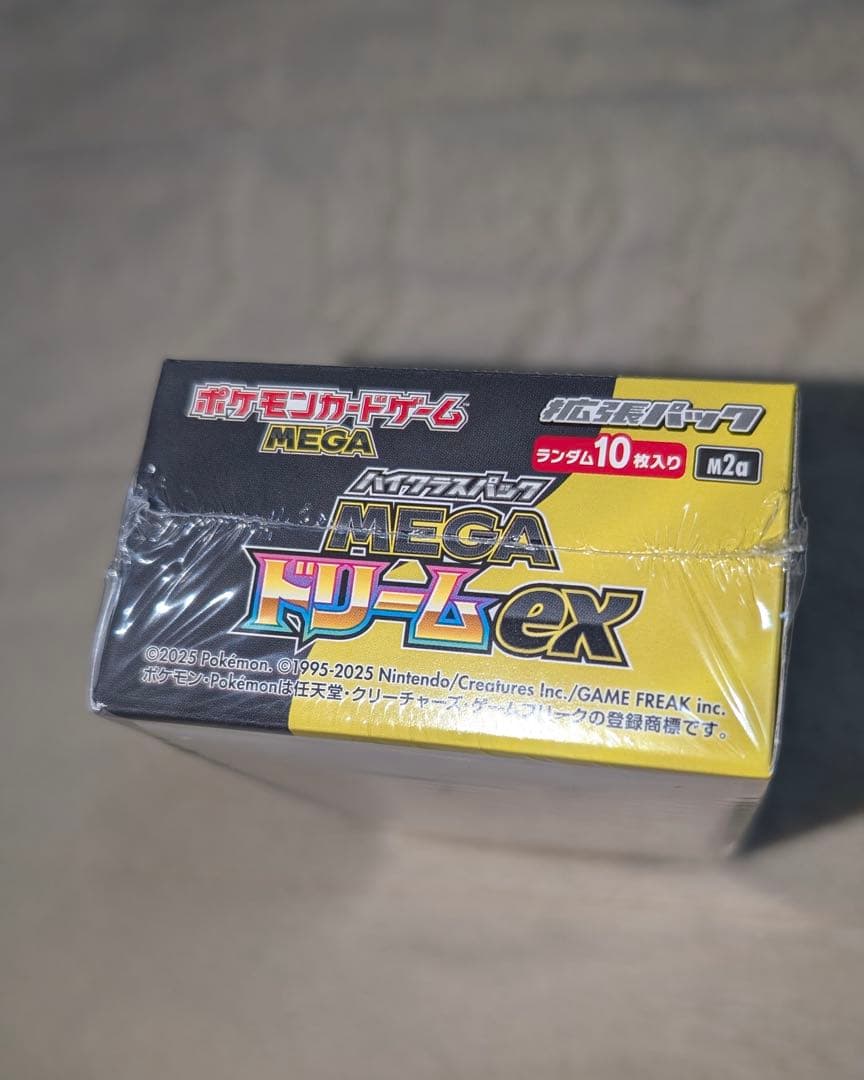 ポケモンカードゲーム
MEGA
拡張パック
ランダム10枚入り
M2a
ハイクラスパック
MEGA
ドリームex
©2025 Pokémon. ©1995-2025 Nintendo/Creatures Inc./GAME FREAK inc.
ポケモン・Pokémonは任天堂・クリーチャーズ・ゲームフリークの登録商標です。